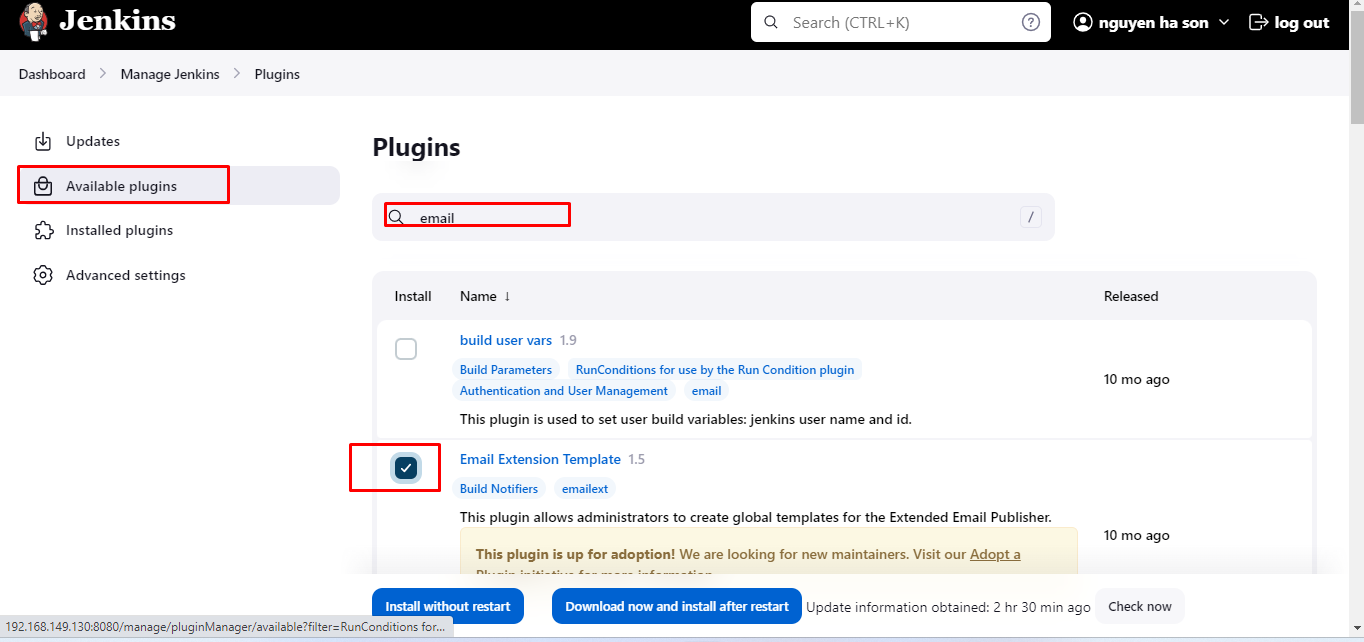 Jenkins
Search (CTRL+K)
nguyen ha son
log out
Dashboard
Manage Jenkins
Plugins
Updates
Available plugins
Installed plugins
Advanced settings
Plugins
email
/
Install
Name ↓
Released
build user vars 1.9
Build Parameters
RunConditions for use by the Run Condition plugin
Authentication and User Management
email
This plugin is used to set user build variables: jenkins user name and id.
10 mo ago
Email Extension Template 1.5
Build Notifiers
emailext
This plugin allows administrators to create global templates for the Extended Email Publisher.
10 mo ago
This plugin is up for adoption! We are looking for new maintainers. Visit our Adopt a
Plugin initiative for more information.
Install without restart
Download now and install after restart
Update information obtained: 2 hr 30 min ago
Check now
192.168.149.130:8080/manage/pluginManager/available?filter=RunConditions for...